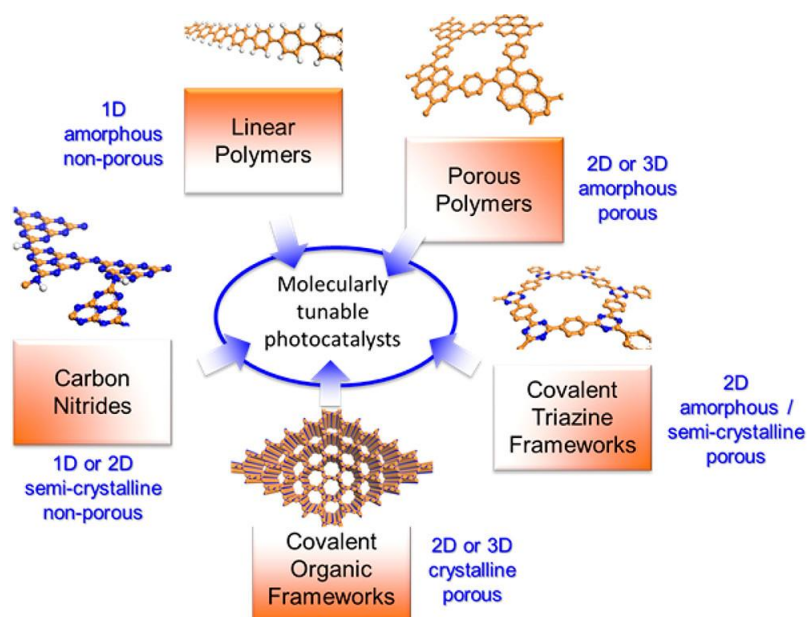 1D
amorphous
non-porous
Linear
Polymers
Porous
Polymers
2D or 3D
amorphous
porous
Molecularly
tunable
photocatalysts
Carbon
Nitrides
1D or 2D
semi-crystalline
non-porous
Covalent
Triazine
Frameworks
2D
amorphous /
semi-crystalline
porous
Covalent
Organic
Frameworks
2D or 3D
crystalline
porous